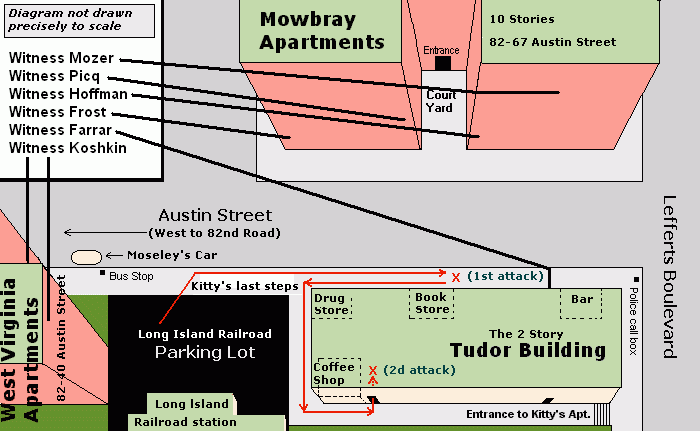 Diagram not drawn
precisely to scale
Witness Mozer
Witness Picq
Witness Hoffman
Witness Frost
Witness Farrar
Witness Koshkin
Mowbray
Apartments
10 Stories
82-67 Austin Street
Entrance
Court
Yard
Austin Street
(West to 82nd Road)
Moseley's Car
Bus Stop
Kitty's last steps
X (1st attack)
Lefferts Boulevard
Police call box
Drug
Store
Book
Store
Bar
The 2 Story
Tudor Building
Coffee
Shop
X (2d attack)
Entrance to Kitty's Apt.
Long Island Railroad
Parking Lot
Long Island
Railroad station
West Virginia
Apartments
82-40 Austin Street